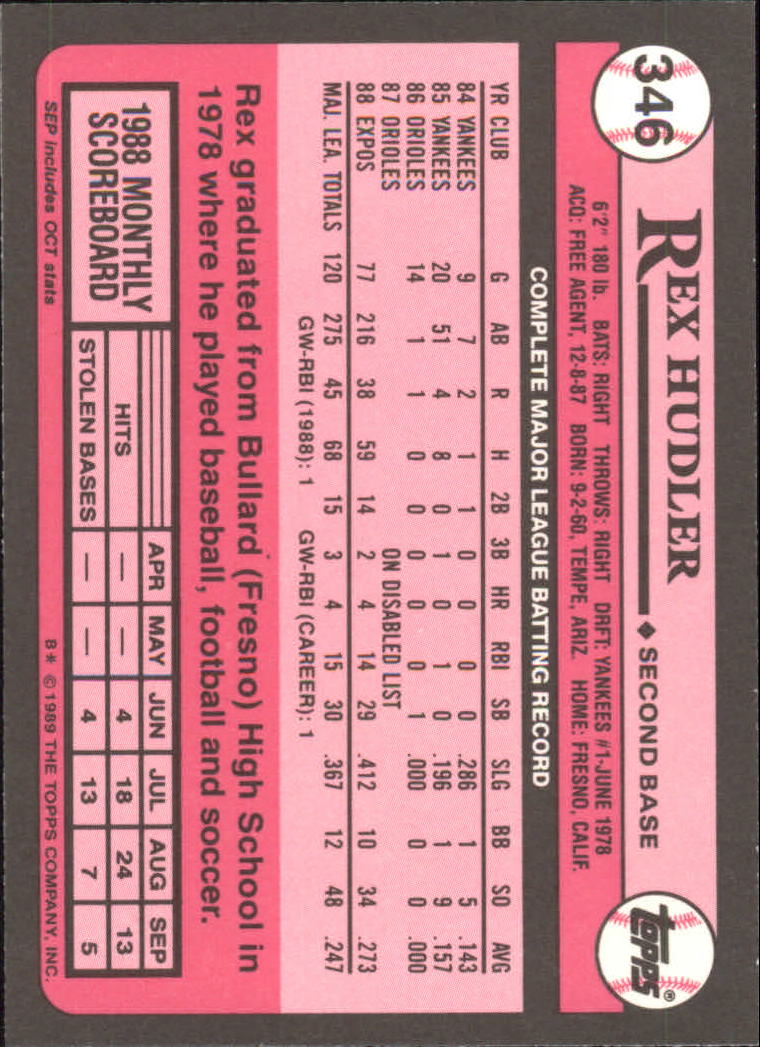 346
REX HUDLER ◆ SECOND BASE
TOPPS®
6'2" 180 lb. BATS: RIGHT THROWS: RIGHT DRFT: YANKEES #1-JUNE 1978
ACQ: FREE AGENT, 12-8-87 BORN: 9-2-60, TEMPE, ARIZ. HOME: FRESNO, CALIF.
COMPLETE MAJOR LEAGUE BATTING RECORD
YR CLUB G AB R H 2B 3B HR RBI SB SLG BB SO AVG
84 YANKEES 9 7 2 1 1 0 0 0 0 .286 1 5 .143
85 YANKEES 20 51 4 8 0 1 0 1 0 .196 1 9 .157
86 ORIOLES 14 1 1 0 0 0 0 0 1 .000 0 0 .000
87 ORIOLES ON DISABLED LIST
88 EXPOS 77 216 38 59 14 2 4 14 29 .412 10 34 .273
MAJ. LEA. TOTALS 120 275 45 68 15 3 4 15 30 .367 12 48 .247
GW-RBI (1988): 1 GW-RBI (CAREER): 1
Rex graduated from Bullard (Fresno) High School in
1978 where he played baseball, football and soccer.
1988 MONTHLY
SCOREBOARD
APR MAY JUN JUL AUG SEP
HITS — — 4 18 24 13
STOLEN BASES — — 4 13 7 5
SEP includes OCT stats
B* © 1989 THE TOPPS COMPANY, INC.